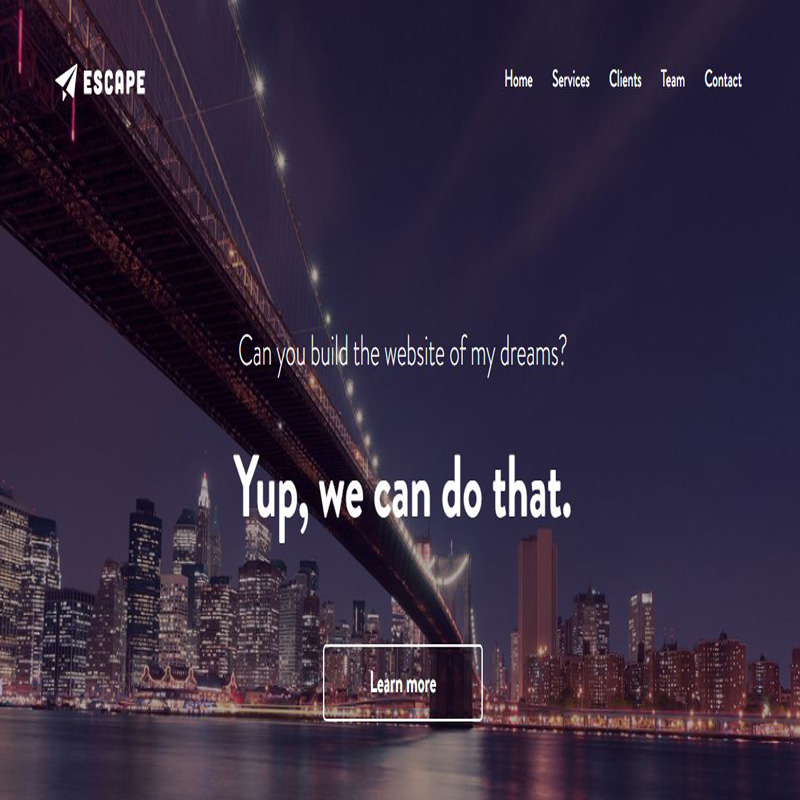 ESCAPE
Home Services Clients Team Contact
Can you build the website of my dreams?
Yup, we can do that.
Learn more